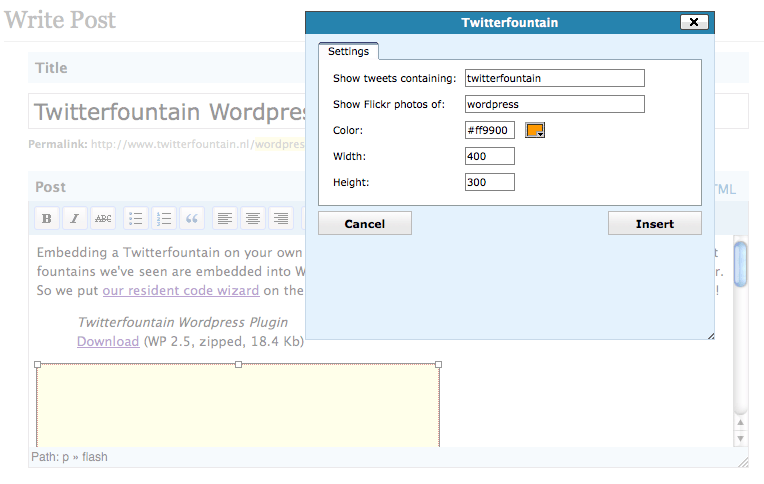 Write Post
Title
Twitterfountain Wordpres
Permalink: http://www.twitterfountain.nl/wordpres
Post
HTML
B I ABC
Embedding a Twitterfountain on your own
fountains we've seen are embedded into W r.
So we put our resident code wizard on the !
Twitterfountain Wordpress Plugin
Download (WP 2.5, zipped, 18.4 Kb)
Path: p » flash
Twitterfountain
Settings
Show tweets containing: twitterfountain
Show Flickr photos of: wordpress
Color: #ff9900
Width: 400
Height: 300
Cancel Insert